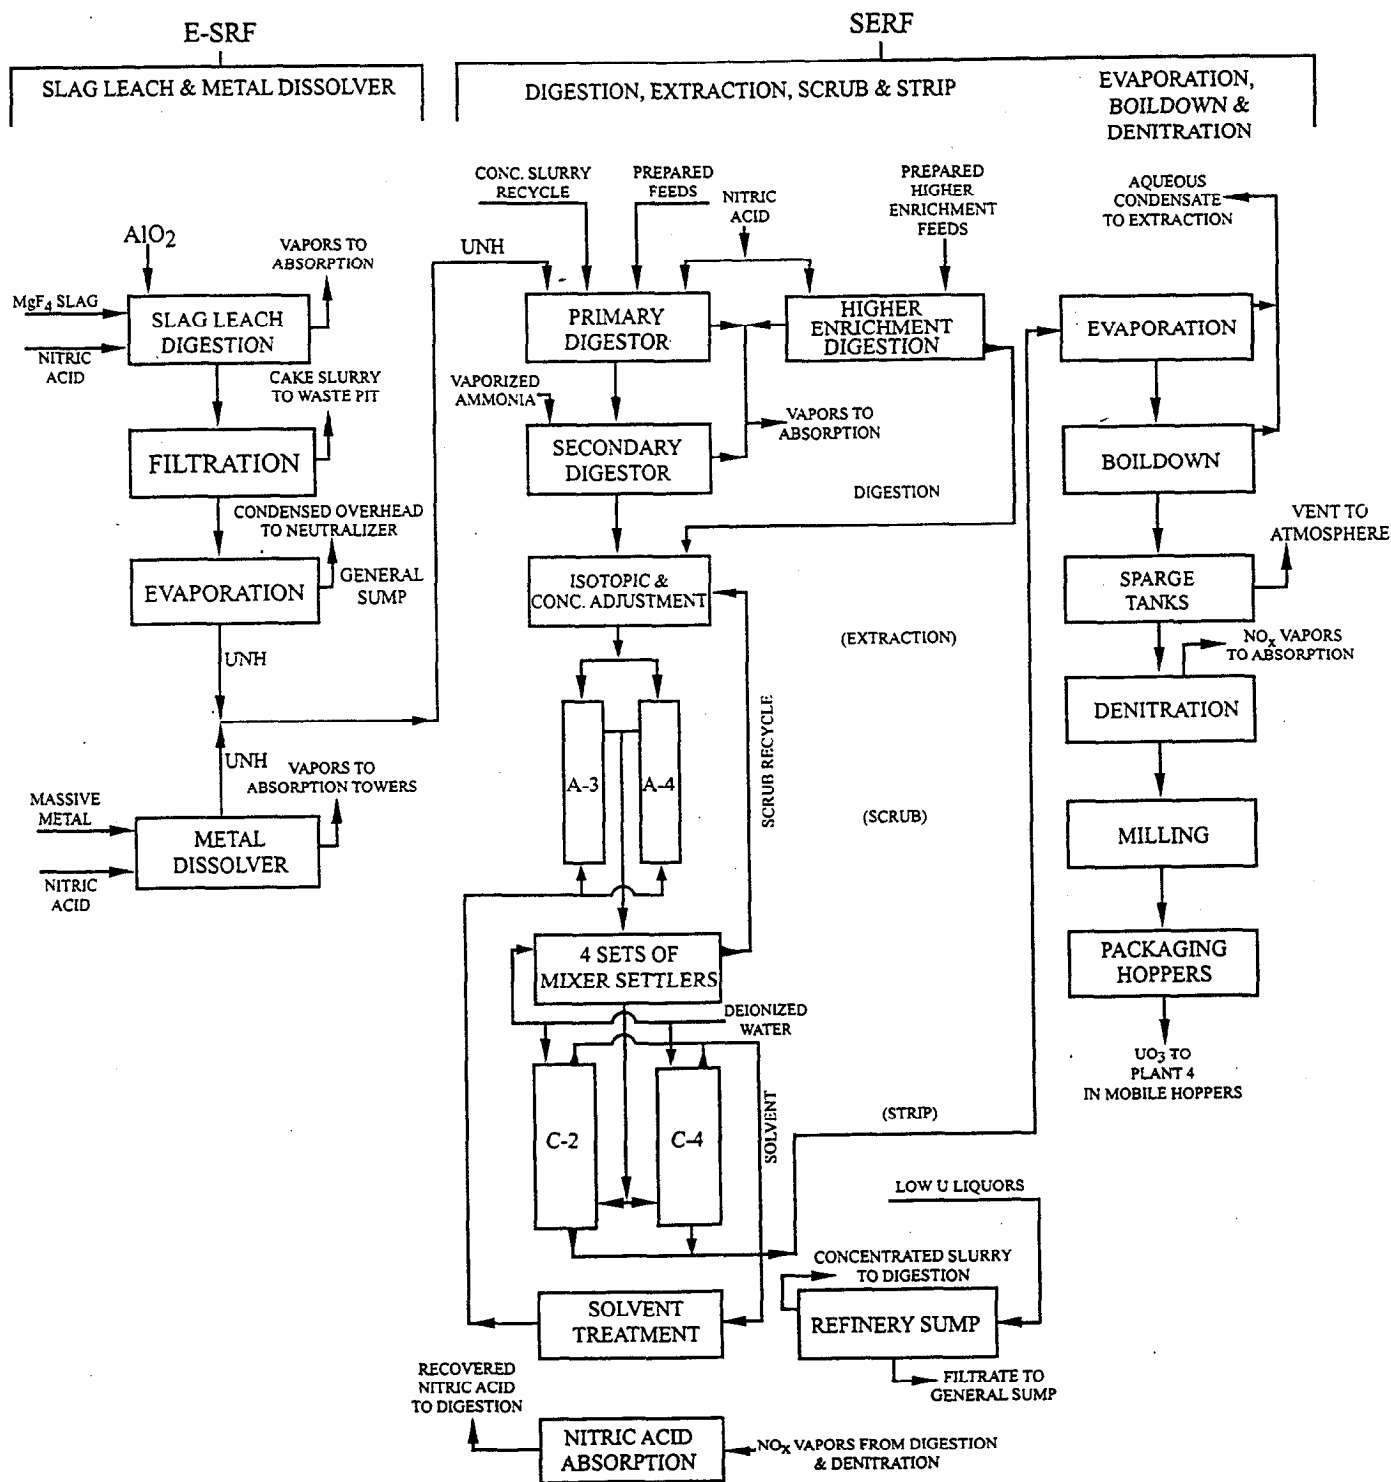 E-SRF
SLAG LEACH & METAL DISSOLVER
SERF
DIGESTION, EXTRACTION, SCRUB & STRIP
EVAPORATION,
BOILDOWN &
DENITRATION
AlO2
MgF4 SLAG
NITRIC
ACID
VAPORS TO
ABSORPTION
SLAG LEACH
DIGESTION
CAKE SLURRY
TO WASTE PIT
FILTRATION
CONDENSED OVERHEAD
TO NEUTRALIZER
GENERAL
SUMP
EVAPORATION
UNH
UNH
VAPORS TO
ABSORPTION TOWERS
MASSIVE
METAL
NITRIC
ACID
METAL
DISSOLVER
UNH
CONC. SLURRY
RECYCLE
PREPARED
FEEDS
NITRIC
ACID
PREPARED
HIGHER
ENRICHMENT
FEEDS
PRIMARY
DIGESTOR
HIGHER
ENRICHMENT
DIGESTION
VAPORIZED
AMMONIA
VAPORS TO
ABSORPTION
SECONDARY
DIGESTOR
DIGESTION
ISOTOPIC &
CONC. ADJUSTMENT
(EXTRACTION)
A-3
A-4
SCRUB RECYCLE
(SCRUB)
4 SETS OF
MIXER SETTLERS
DEIONIZED
WATER
C-2
C-4
SOLVENT
(STRIP)
SOLVENT
TREATMENT
LOW U LIQUORS
CONCENTRATED SLURRY
TO DIGESTION
REFINERY SUMP
FILTRATE TO
GENERAL SUMP
RECOVERED
NITRIC ACID
TO DIGESTION
NITRIC ACID
ABSORPTION
NOx VAPORS FROM DIGESTION
& DENITRATION
AQUEOUS
CONDENSATE
TO EXTRACTION
EVAPORATION
BOILDOWN
VENT TO
ATMOSPHERE
SPARGE
TANKS
NOx VAPORS
TO ABSORPTION
DENITRATION
MILLING
PACKAGING
HOPPERS
UO3 TO
PLANT 4
IN MOBILE HOPPERS